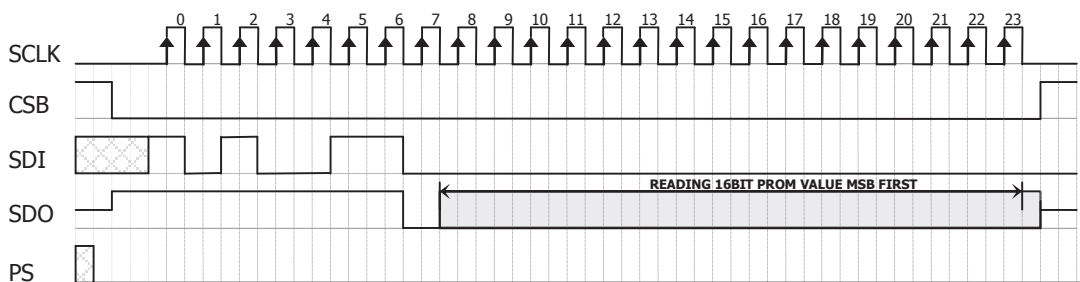 0 1 2 3 4 5 6 7 8 9 10 11 12 13 14 15 16 17 18 19 20 21 22 23
SCLK
CSB
SDI
READING 16BIT PROM VALUE MSB FIRST
SDO
PS